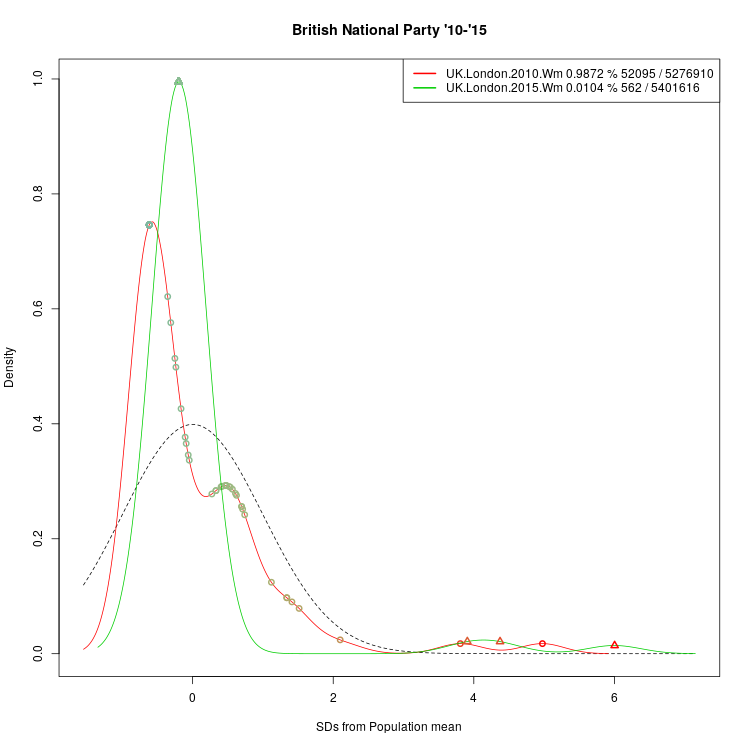 British National Party '10-'15
UK.London.2010.Wm 0.9872 % 52095 / 5276910
UK.London.2015.Wm 0.0104 % 562 / 5401616
Density
1.0
0.8
0.6
0.4
0.2
0.0
0 2 4 6
SDs from Population mean